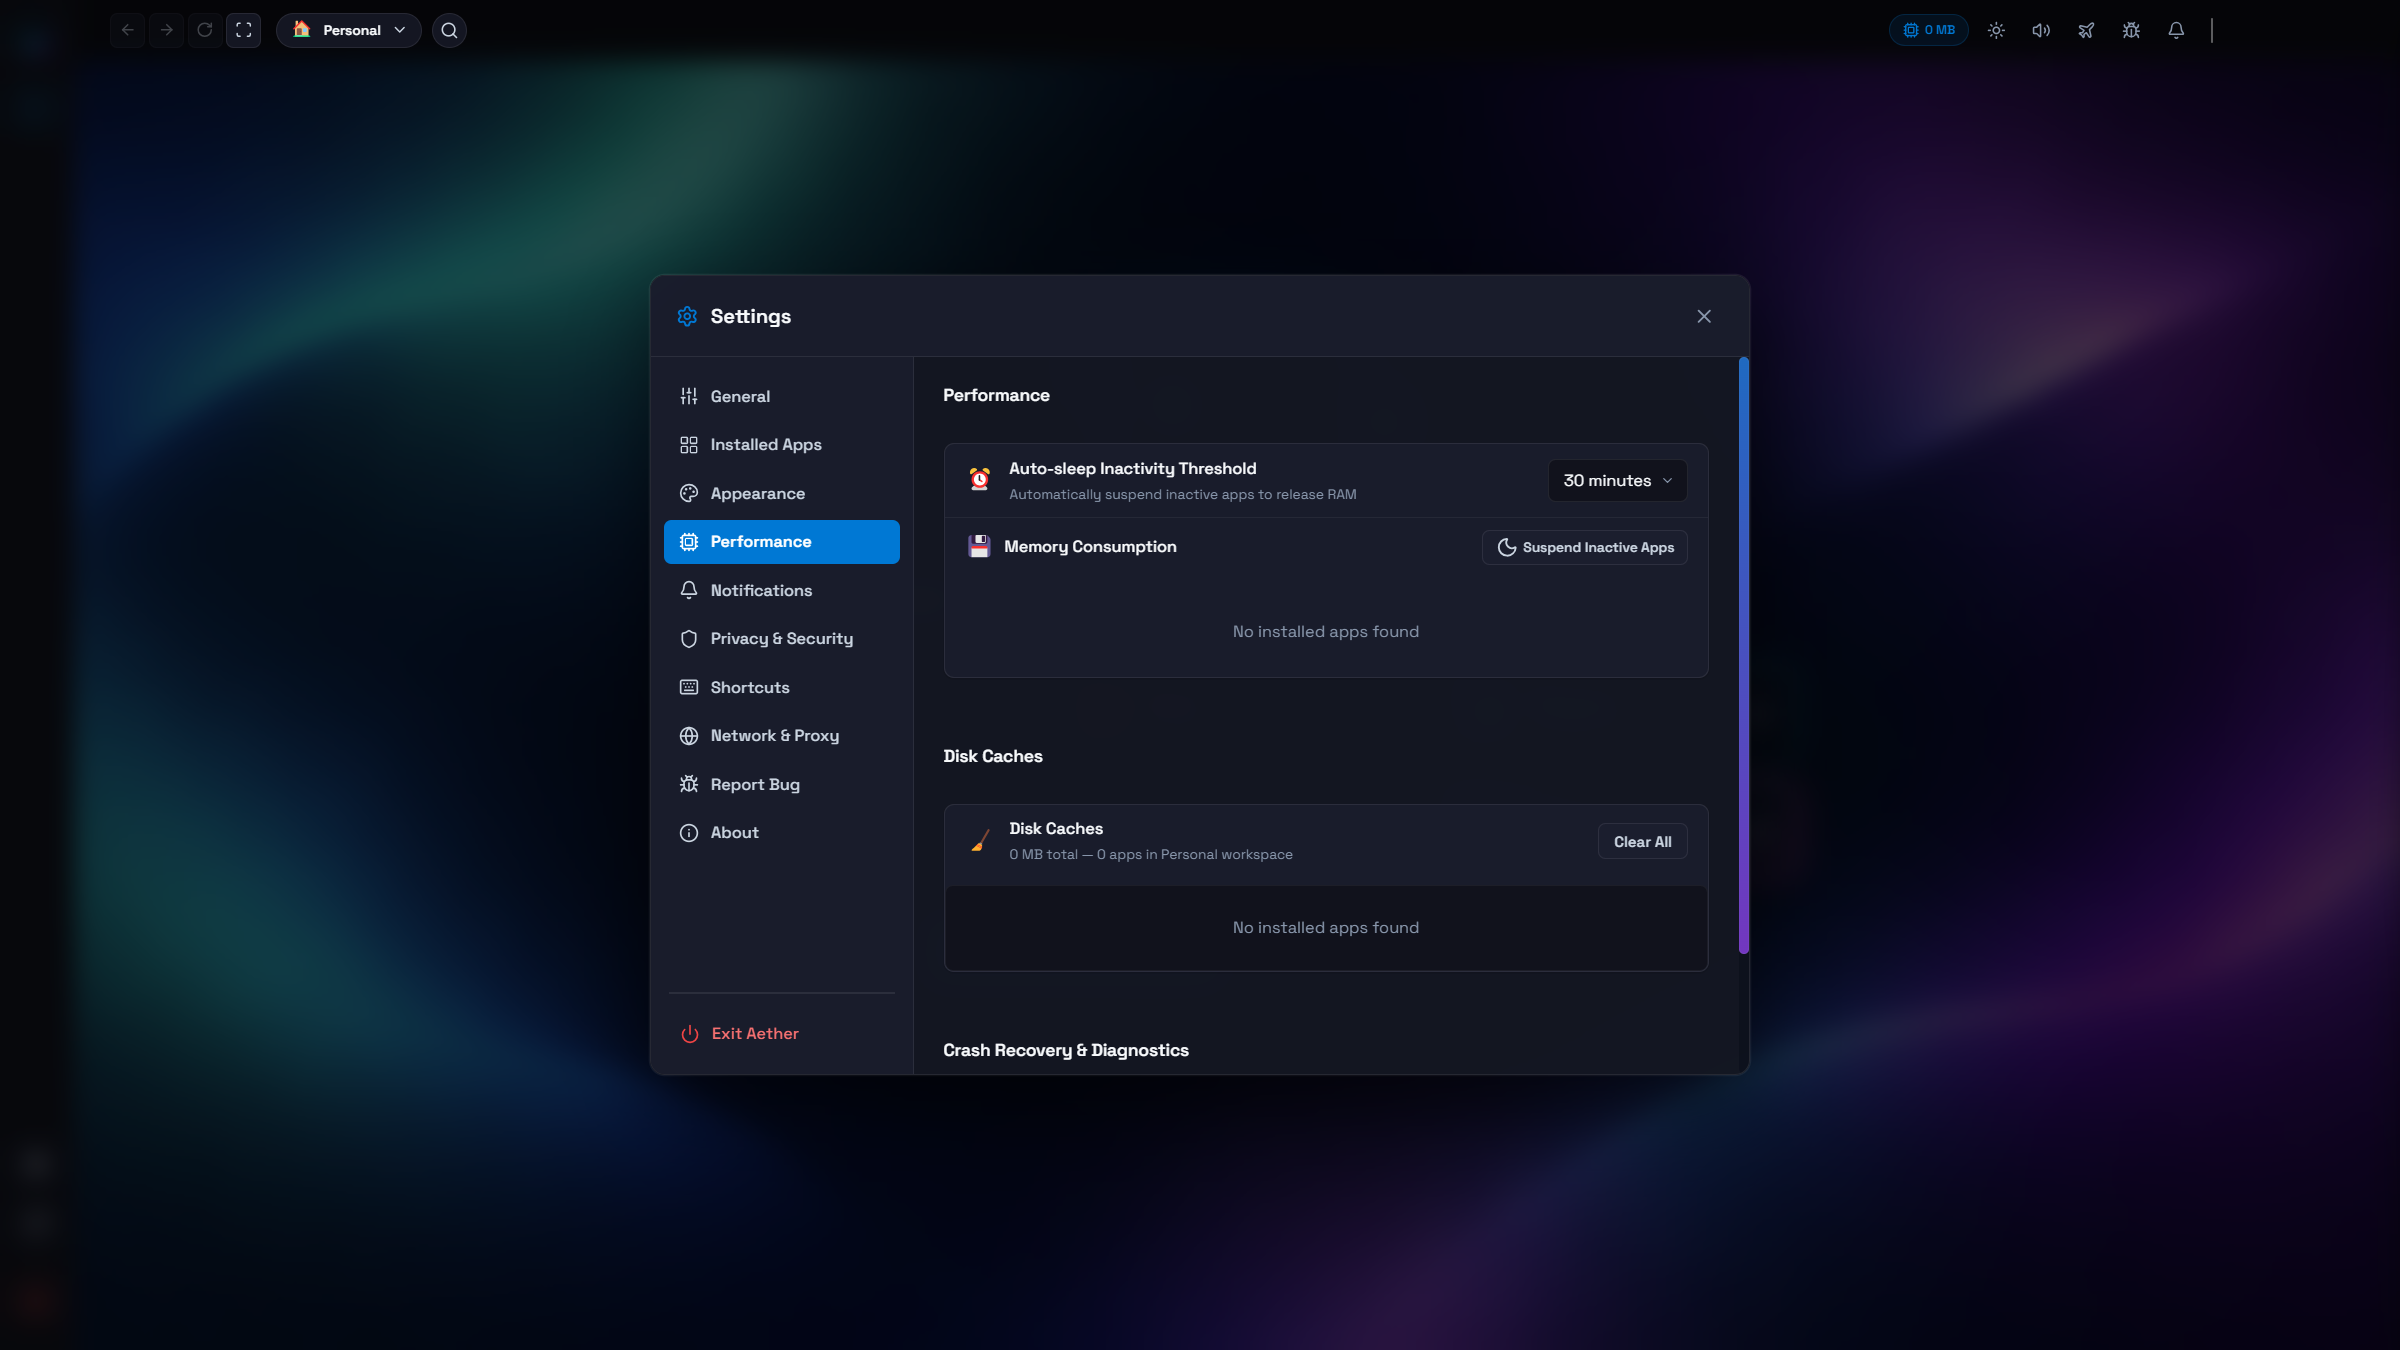 Personal
0 MB
Settings
General
Installed Apps
Appearance
Performance
Notifications
Privacy & Security
Shortcuts
Network & Proxy
Report Bug
About
Exit Aether
Performance
Auto-sleep Inactivity Threshold
Automatically suspend inactive apps to release RAM
30 minutes
Memory Consumption
Suspend Inactive Apps
No installed apps found
Disk Caches
Disk Caches
0 MB total — 0 apps in Personal workspace
Clear All
No installed apps found
Crash Recovery & Diagnostics